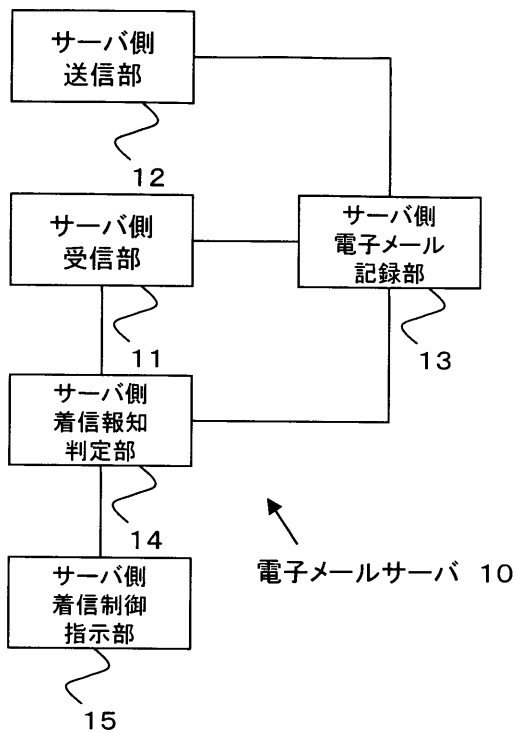 サーバ側
送信部
12
サーバ側
受信部
11
サーバ側
電子メール
記録部
13
サーバ側
着信報知
判定部
14
電子メールサーバ 10
サーバ側
着信制御
指示部
15